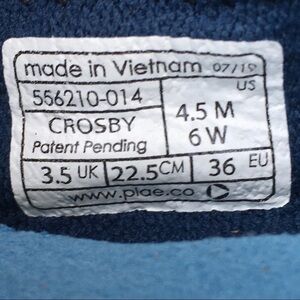 made in Vietnam 07/19
556210-014 US
CROSBY 4.5 M
Patent Pending 6 W
3.5 UK 22.5 CM 36 EU
www.plae.co